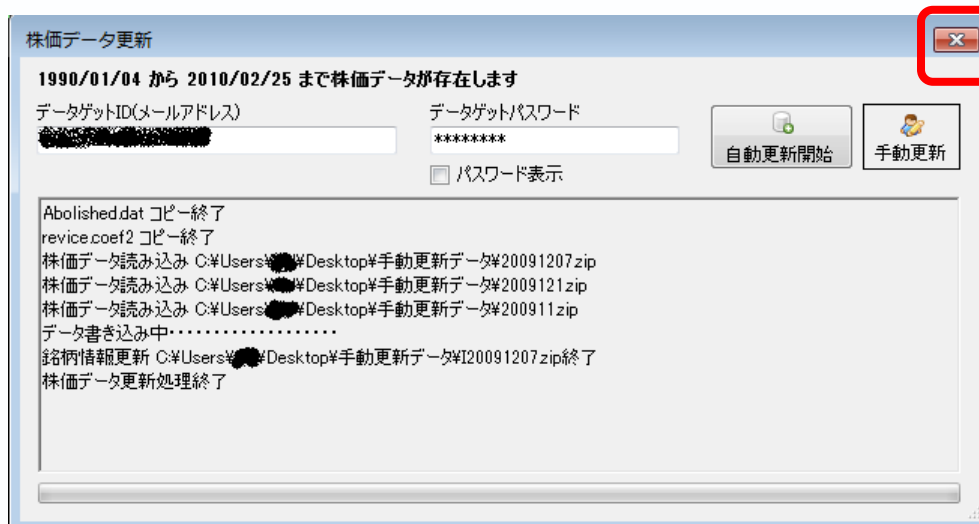 株価データ更新
1990/01/04 から 2010/02/25 まで株価データが存在します
データゲットID(メールアドレス)
データゲットパスワード
********
パスワード表示
自動更新開始
手動更新
Abolished.dat コピー終了
revice.coef2 コピー終了
株価データ読み込み C:¥Users¥ ¥Desktop¥手動更新データ¥20091207.zip
株価データ読み込み C:¥Users¥ ¥Desktop¥手動更新データ¥2009121.zip
株価データ読み込み C:¥Users¥ ¥Desktop¥手動更新データ¥200911.zip
データ書き込み中・・・・・・・・・・・・・・・・・・・
銘柄情報更新 C:¥Users¥ ¥Desktop¥手動更新データ¥I20091207.zip終了
株価データ更新処理終了